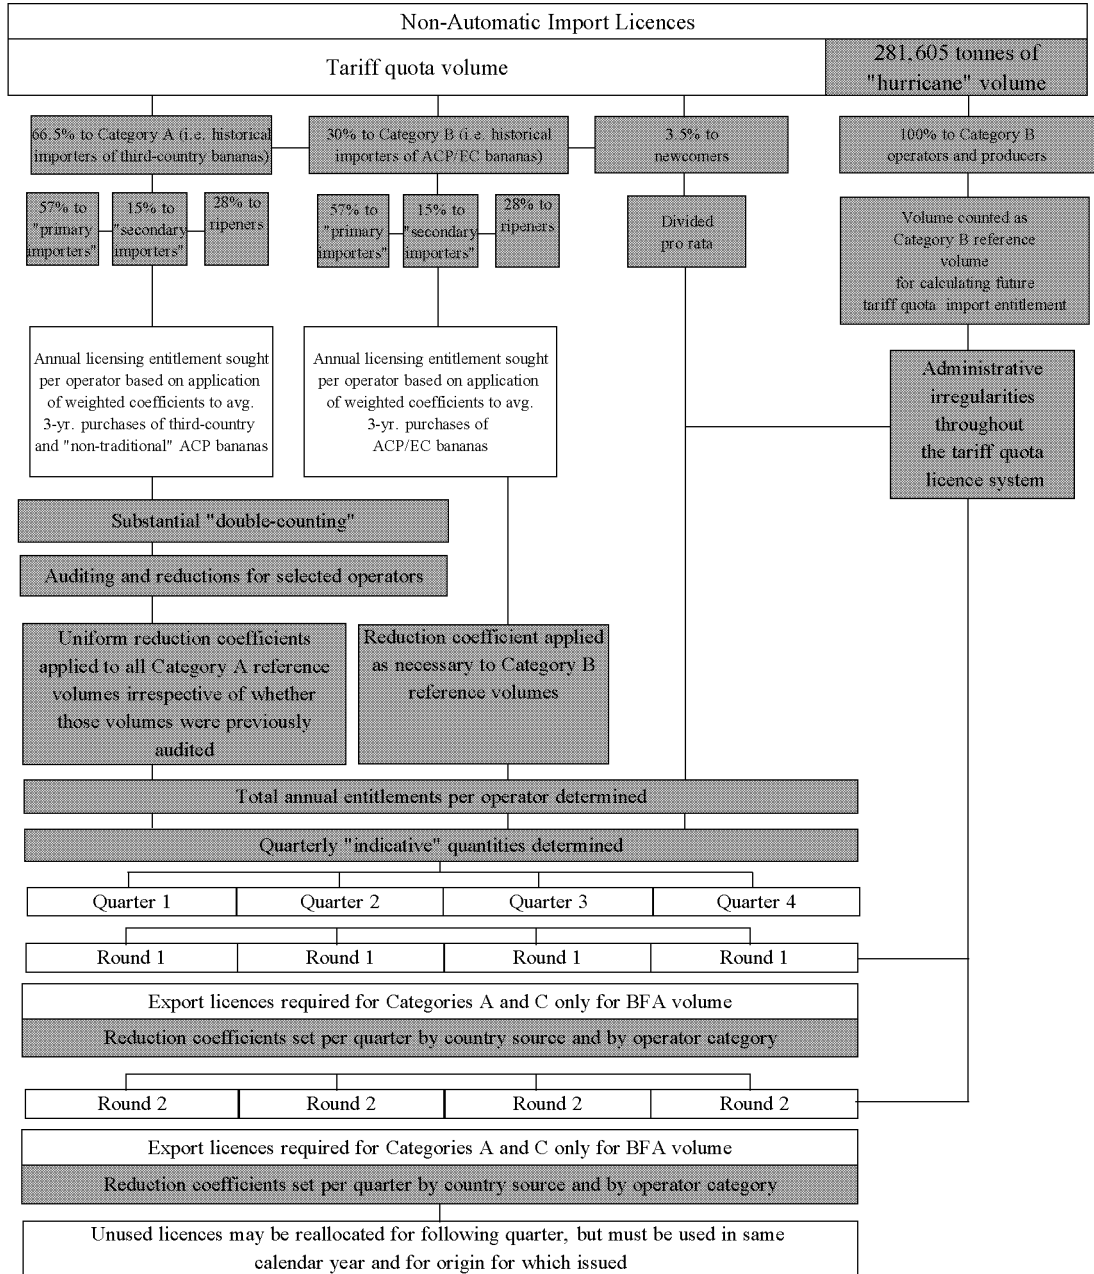 Non-Automatic Import Licences
Tariff quota volume
281,605 tonnes of
"hurricane" volume
66.5% to Category A (i.e. historical
importers of third-country bananas)
30% to Category B (i.e. historical
importers of ACP/EC bananas)
3.5% to
newcomers
100% to Category B
operators and producers
57% to
"primary
importers"
15% to
"secondary
importers"
28% to
ripeners
57% to
"primary
importers"
15% to
"secondary
importers"
28% to
ripeners
Divided
pro rata
Volume counted as
Category B reference
volume
for calculating future
tariff quota import entitlement
Annual licensing entitlement sought
per operator based on application
of weighted coefficients to avg.
3-yr. purchases of third-country
and "non-traditional" ACP bananas
Annual licensing entitlement sought
per operator based on application
of weighted coefficients to avg.
3-yr. purchases of
ACP/EC bananas
Administrative
irregularities
throughout
the tariff quota
licence system
Substantial "double-counting"
Auditing and reductions for selected operators
Uniform reduction coefficients
applied to all Category A reference
volumes irrespective of whether
those volumes were previously
audited
Reduction coefficient applied
as necessary to Category B
reference volumes
Total annual entitlements per operator determined
Quarterly "indicative" quantities determined
Quarter 1
Quarter 2
Quarter 3
Quarter 4
Round 1
Round 1
Round 1
Round 1
Export licences required for Categories A and C only for BFA volume
Reduction coefficients set per quarter by country source and by operator category
Round 2
Round 2
Round 2
Round 2
Export licences required for Categories A and C only for BFA volume
Reduction coefficients set per quarter by country source and by operator category
Unused licences may be reallocated for following quarter, but must be used in same
calendar year and for origin for which issued